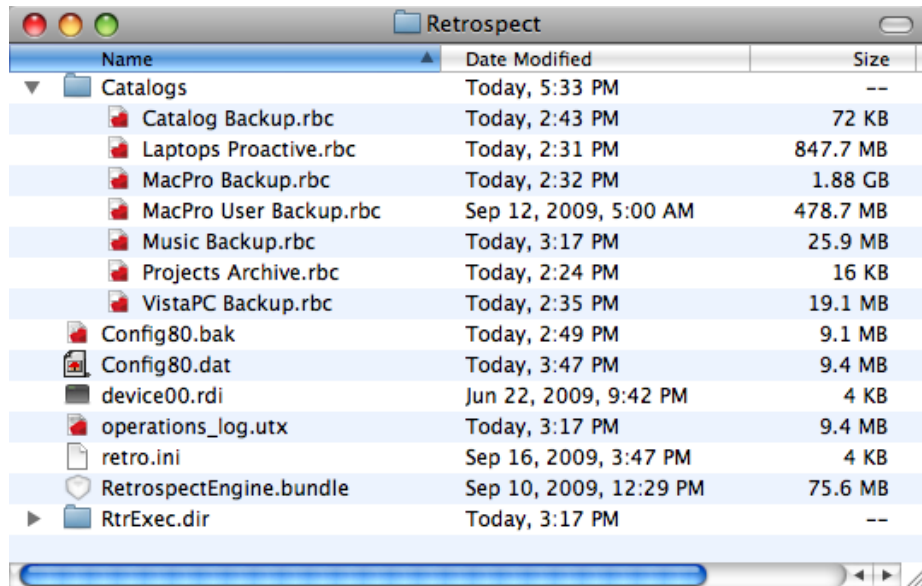 Retrospect
Name Date Modified Size
Catalogs Today, 5:33 PM --
Catalog Backup.rbc Today, 2:43 PM 72 KB
Laptops Proactive.rbc Today, 2:31 PM 847.7 MB
MacPro Backup.rbc Today, 2:32 PM 1.88 GB
MacPro User Backup.rbc Sep 12, 2009, 5:00 AM 478.7 MB
Music Backup.rbc Today, 3:17 PM 25.9 MB
Projects Archive.rbc Today, 2:24 PM 16 KB
VistaPC Backup.rbc Today, 2:35 PM 19.1 MB
Config80.bak Today, 2:49 PM 9.1 MB
Config80.dat Today, 3:47 PM 9.4 MB
device00.rdi Jun 22, 2009, 9:42 PM 4 KB
operations_log.utx Today, 3:17 PM 9.4 MB
retro.ini Sep 16, 2009, 3:47 PM 4 KB
RetrospectEngine.bundle Sep 10, 2009, 12:29 PM 75.6 MB
RtrExec.dir Today, 3:17 PM --